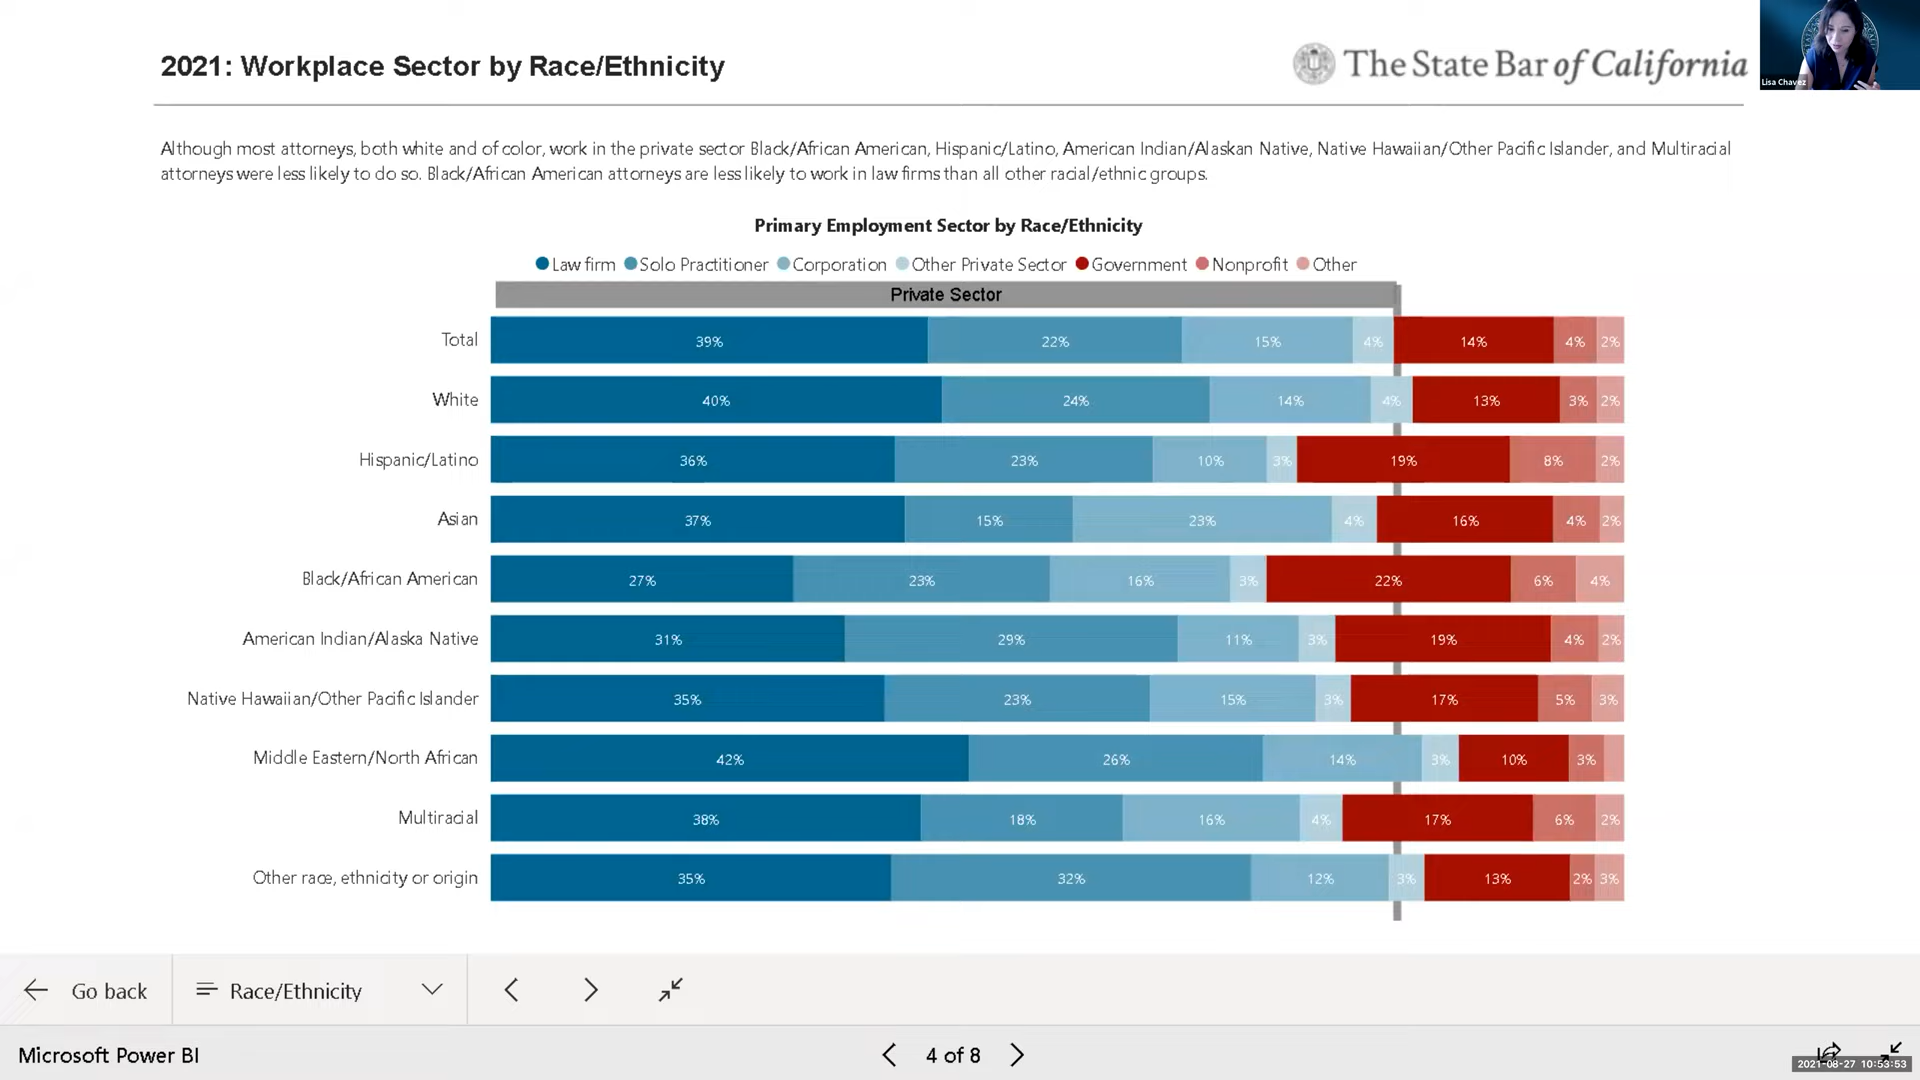 2021: Workplace Sector by Race/Ethnicity
The State Bar of California
Lisa Chavez
Although most attorneys, both white and of color, work in the private sector Black/African American, Hispanic/Latino, American Indian/Alaskan Native, Native Hawaiian/Other Pacific Islander, and Multiracial
attorneys were less likely to do so. Black/African American attorneys are less likely to work in law firms than all other racial/ethnic groups.
Primary Employment Sector by Race/Ethnicity
Law firm Solo Practitioner Corporation Other Private Sector Government Nonprofit Other
Private Sector
Total 39% 22% 15% 4% 14% 4% 2%
White 40% 24% 14% 4% 13% 3% 2%
Hispanic/Latino 36% 23% 10% 3% 19% 8% 2%
Asian 37% 15% 23% 4% 16% 4% 2%
Black/African American 27% 23% 16% 3% 22% 6% 4%
American Indian/Alaska Native 31% 29% 11% 3% 19% 4% 2%
Native Hawaiian/Other Pacific Islander 35% 23% 15% 3% 17% 5% 3%
Middle Eastern/North African 42% 26% 14% 3% 10% 3%
Multiracial 38% 18% 16% 4% 17% 6% 2%
Other race, ethnicity or origin 35% 32% 12% 3% 13% 2% 3%
Go back Race/Ethnicity
Microsoft Power BI 4 of 8
2021-08-27 10:53:53